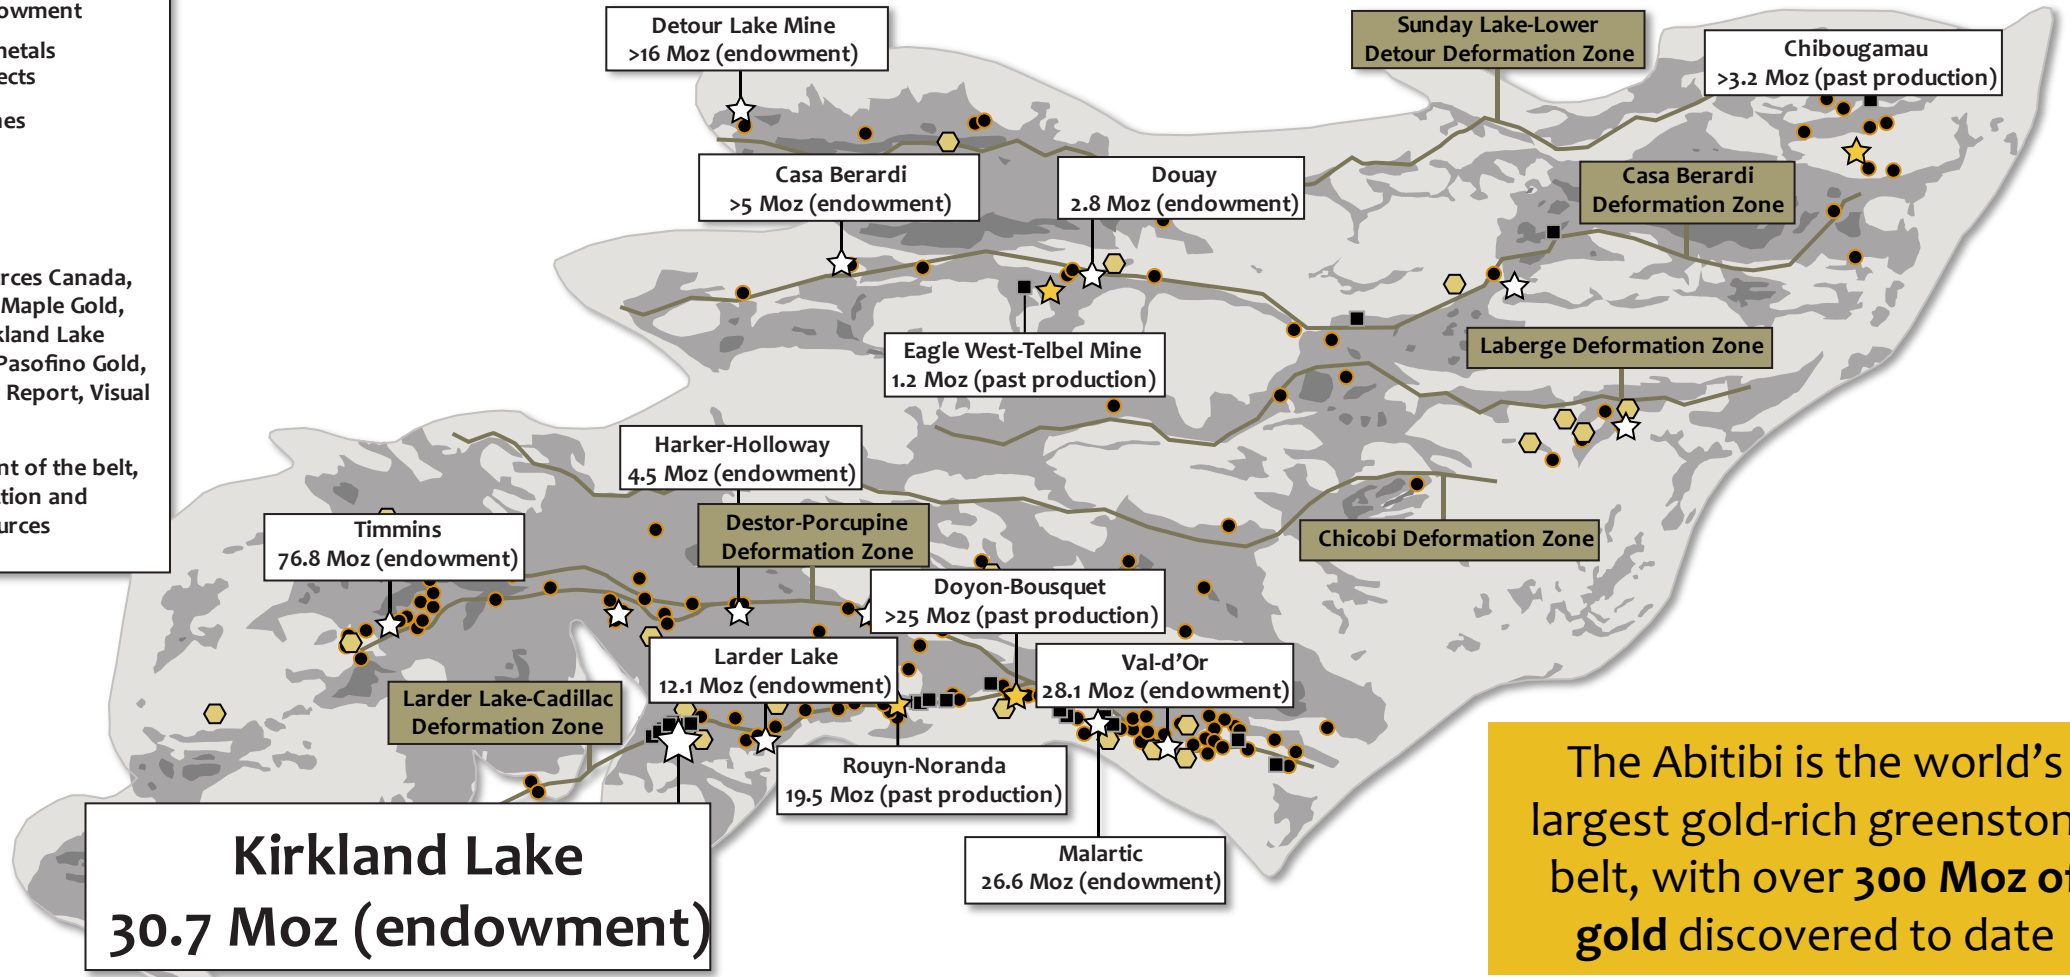 owment
netals
ects
nes
rces Canada,
Maple Gold,
kland Lake
Pasofino Gold,
Report, Visual
nt of the belt,
tion and
urces
Detour Lake Mine
>16 Moz (endowment)
Sunday Lake-Lower
Detour Deformation Zone
Chibougamau
>3.2 Moz (past production)
Casa Berardi
>5 Moz (endowment)
Douay
2.8 Moz (endowment)
Casa Berardi
Deformation Zone
Eagle West-Telbel Mine
1.2 Moz (past production)
Laberge Deformation Zone
Harker-Holloway
4.5 Moz (endowment)
Timmins
76.8 Moz (endowment)
Destor-Porcupine
Deformation Zone
Chicobi Deformation Zone
Doyon-Bousquet
>25 Moz (past production)
Larder Lake
12.1 Moz (endowment)
Val-d'Or
28.1 Moz (endowment)
Larder Lake-Cadillac
Deformation Zone
Rouyn-Noranda
19.5 Moz (past production)
Malartic
26.6 Moz (endowment)
Kirkland Lake
30.7 Moz (endowment)
The Abitibi is the world's
largest gold-rich greenston
belt, with over 300 Moz of
gold discovered to date